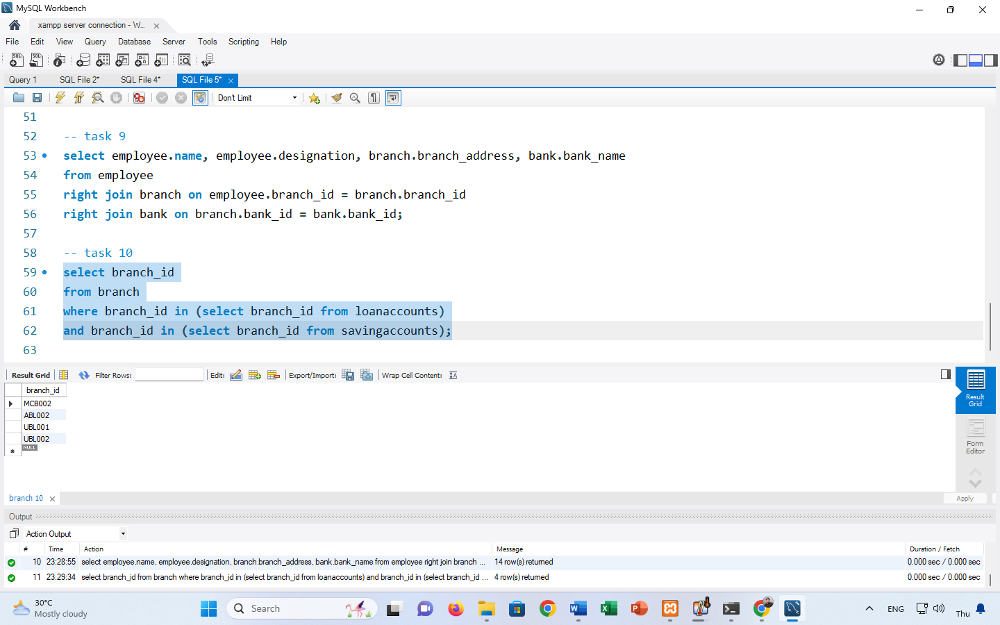 MySQL Workbench
xampp server connection - W...
File Edit View Query Database Server Tools Scripting Help
Query 1 SQL File 2* SQL File 4* SQL File 5*
Don't Limit
51
52 -- task 9
53 select employee.name, employee.designation, branch.branch_address, bank.bank_name
54 from employee
55 right join branch on employee.branch_id = branch.branch_id
56 right join bank on branch.bank_id = bank.bank_id;
57
58 -- task 10
59 select branch_id
60 from branch
61 where branch_id in (select branch_id from loanaccounts)
62 and branch_id in (select branch_id from savingaccounts);
63
Result Grid Filter Rows: Edit: Export/Import: Wrap Cell Content:
branch_id
MCB002
ABL002
UBL001
UBL002
NULL
Result Grid
Form Editor
branch 10
Apply
Output
Action Output
# Time Action Message Duration / Fetch
10 23:28:55 select employee.name, employee.designation, branch.branch_address, bank.bank_name from employee right join branch ... 14 row(s) returned 0.000 sec / 0.000 sec
11 23:29:34 select branch_id from branch where branch_id in (select branch_id from loanaccounts) and branch_id in (select branch_id ... 4 row(s) returned 0.000 sec / 0.000 sec
30°C
Mostly cloudy
Search
ENG
Thu